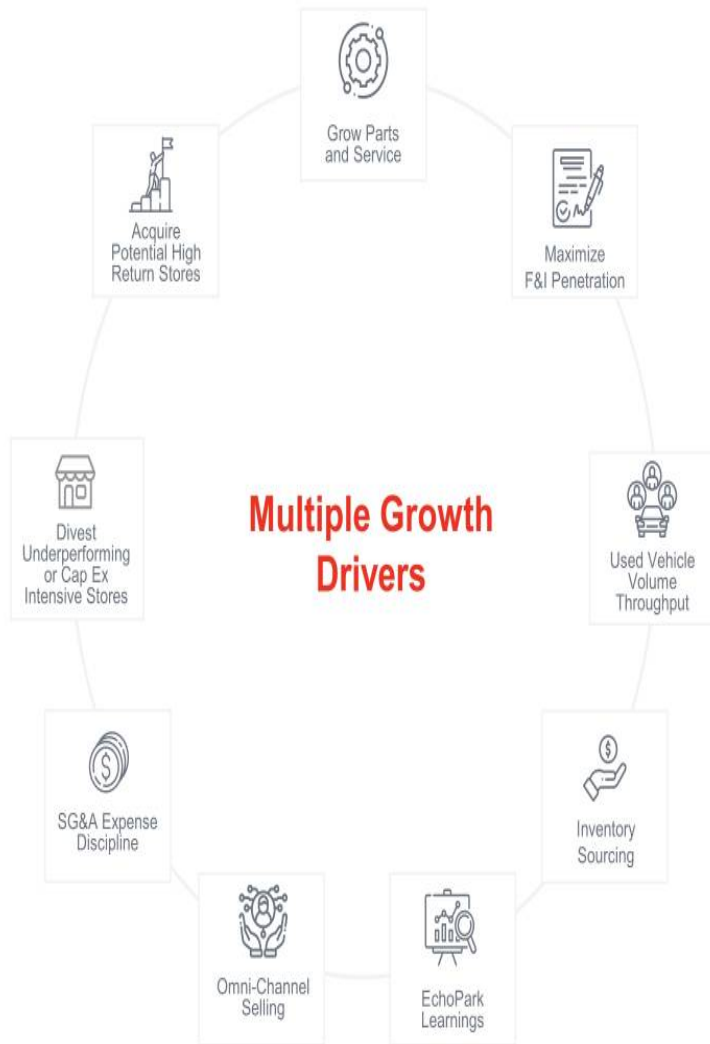 Grow Parts
and Service
Maximize
F&I Penetration
Used Vehicle
Volume
Throughput
Inventory
Sourcing
EchoPark
Learnings
Omni-Channel
Selling
SG&A Expense
Discipline
Divest
Underperforming
or Cap Ex
Intensive Stores
Acquire
Potential High
Return Stores
Multiple Growth
Drivers